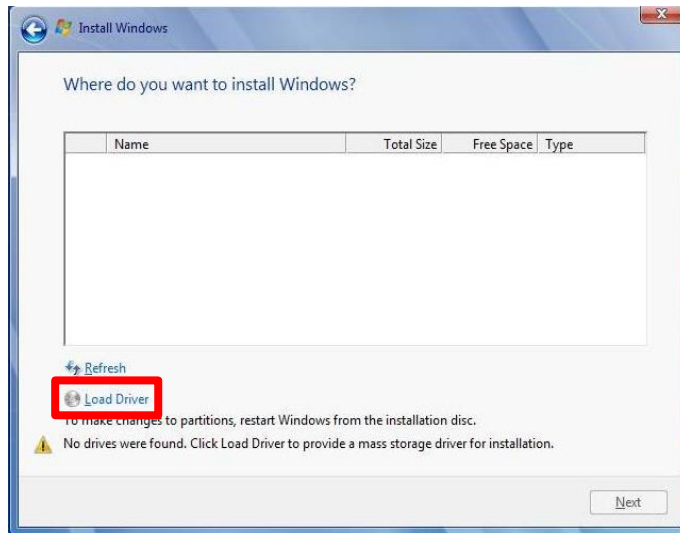 Install Windows
Where do you want to install Windows?
Name Total Size Free Space Type
Refresh
Load Driver
To make changes to partitions, restart Windows from the installation disc.
No drives were found. Click Load Driver to provide a mass storage driver for installation.
Next